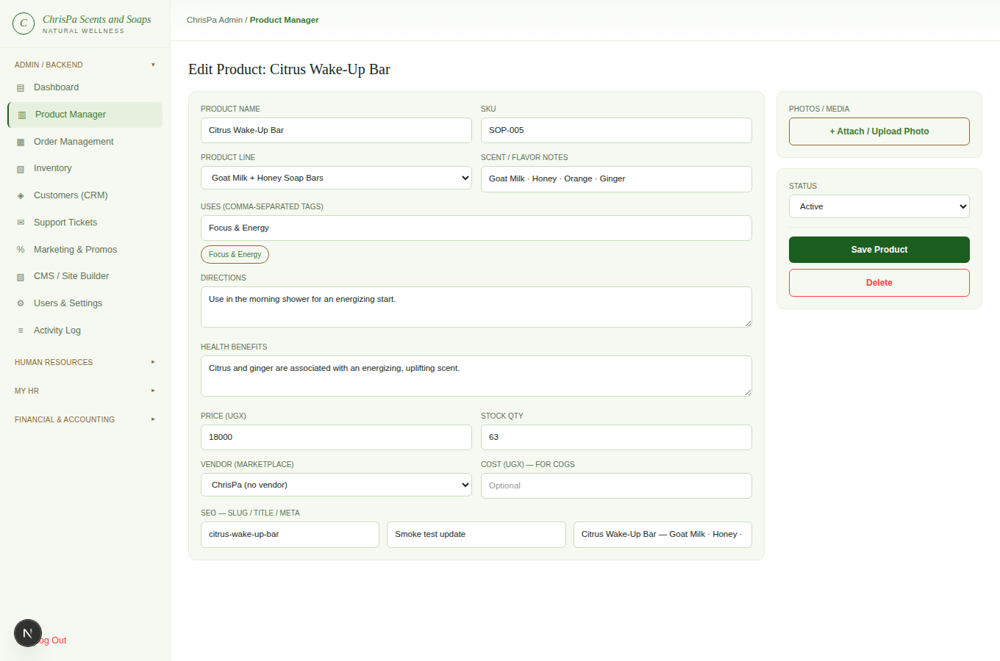 C
ChrisPa Scents and Soaps
NATURAL WELLNESS
ChrisPa Admin / Product Manager
ADMIN / BACKEND
Dashboard
Product Manager
Order Management
Inventory
Customers (CRM)
Support Tickets
% Marketing & Promos
CMS / Site Builder
Users & Settings
Activity Log
HUMAN RESOURCES
MY HR
FINANCIAL & ACCOUNTING
N
og Out
Edit Product: Citrus Wake-Up Bar
PRODUCT NAME
Citrus Wake-Up Bar
SKU
SOP-005
PRODUCT LINE
Goat Milk + Honey Soap Bars
SCENT / FLAVOR NOTES
Goat Milk · Honey · Orange · Ginger
USES (COMMA-SEPARATED TAGS)
Focus & Energy
Focus & Energy
DIRECTIONS
Use in the morning shower for an energizing start.
HEALTH BENEFITS
Citrus and ginger are associated with an energizing, uplifting scent.
PRICE (UGX)
18000
STOCK QTY
63
VENDOR (MARKETPLACE)
ChrisPa (no vendor)
COST (UGX) — FOR COGS
Optional
SEO — SLUG / TITLE / META
citrus-wake-up-bar
Smoke test update
Citrus Wake-Up Bar — Goat Milk · Honey ·
PHOTOS / MEDIA
+ Attach / Upload Photo
STATUS
Active
Save Product
Delete